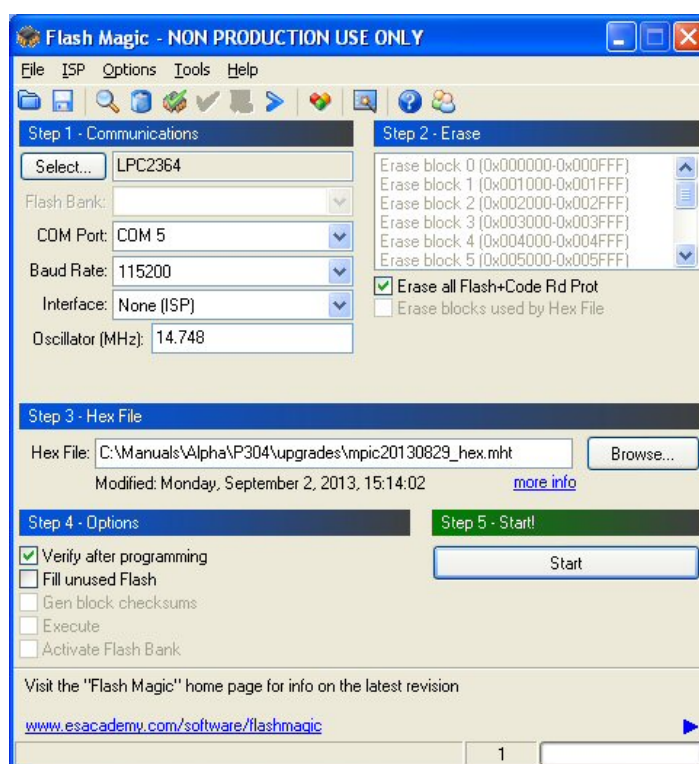 Flash Magic - NON PRODUCTION USE ONLY
File ISP Options Tools Help
Step 1 - Communications
Select... LPC2364
Flash Bank:
COM Port: COM 5
Baud Rate: 115200
Interface: None (ISP)
Oscillator (MHz): 14.748
Step 2 - Erase
Erase block 0 (0x000000-0x000FFF)
Erase block 1 (0x001000-0x001FFF)
Erase block 2 (0x002000-0x002FFF)
Erase block 3 (0x003000-0x003FFF)
Erase block 4 (0x004000-0x004FFF)
Erase block 5 (0x005000-0x005FFF)
Erase all Flash+Code Rd Prot
Erase blocks used by Hex File
Step 3 - Hex File
Hex File: C:\Manuals\Alpha\P304\upgrades\mpic20130829_hex.mht Browse...
Modified: Monday, September 2, 2013, 15:14:02 more info
Step 4 - Options
Verify after programming
Fill unused Flash
Gen block checksums
Execute
Activate Flash Bank
Step 5 - Start!
Start
Visit the "Flash Magic" home page for info on the latest revision
www.esacademy.com/software/flashmagic
1